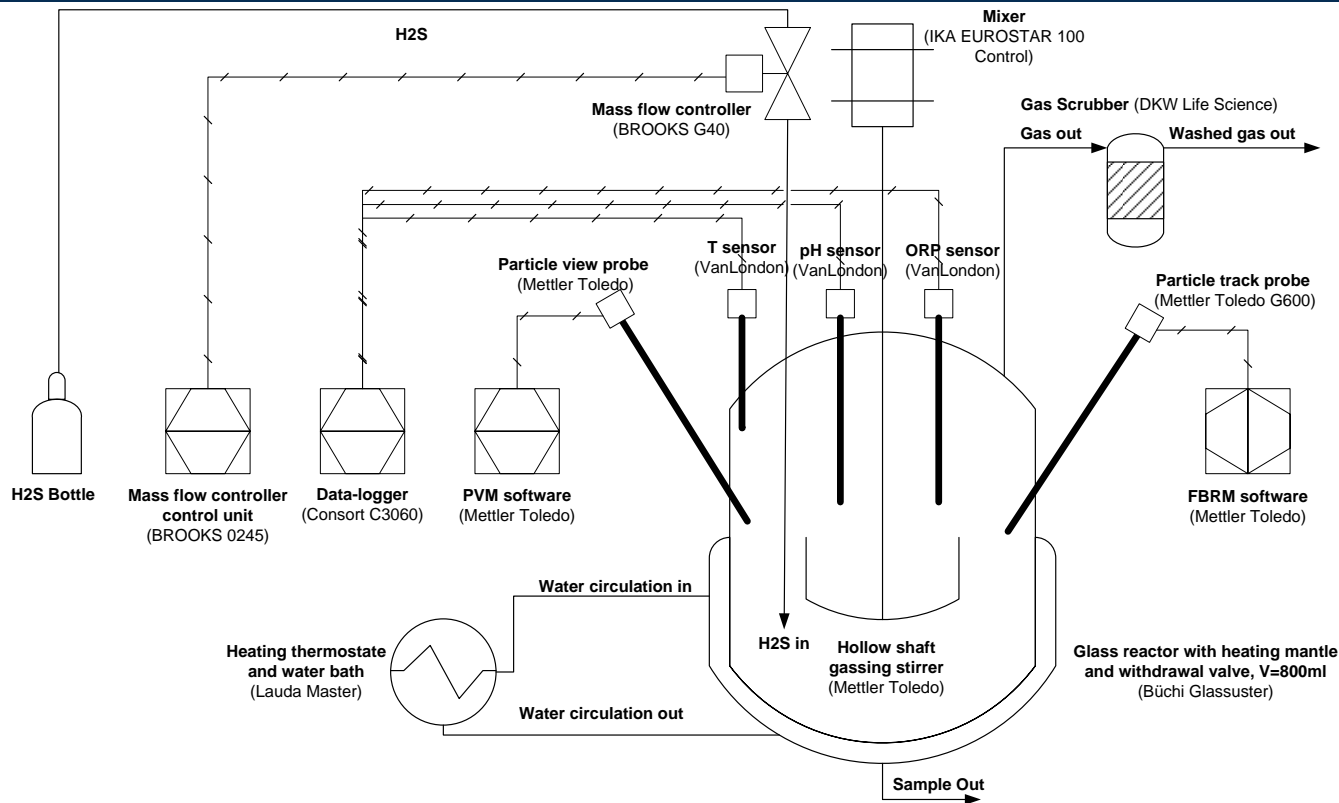 Mixer
(IKA EUROSTAR 100
Control)
H2S
Mass flow controller
(BROOKS G40)
Gas Scrubber (DKW Life Science)
Gas out
Washed gas out
T sensor
(VanLondon)
pH sensor
(VanLondon)
ORP sensor
(VanLondon)
Particle view probe
(Mettler Toledo)
Particle track probe
(Mettler Toledo G600)
H2S Bottle
Mass flow controller
control unit
(BROOKS 0245)
Data-logger
(Consort C3060)
PVM software
(Mettler Toledo)
FBRM software
(Mettler Toledo)
Water circulation in
Heating thermostate
and water bath
(Lauda Master)
Water circulation out
H2S in
Hollow shaft
gassing stirrer
(Mettler Toledo)
Glass reactor with heating mantle
and withdrawal valve, V=800ml
(Büchi Glassuster)
Sample Out